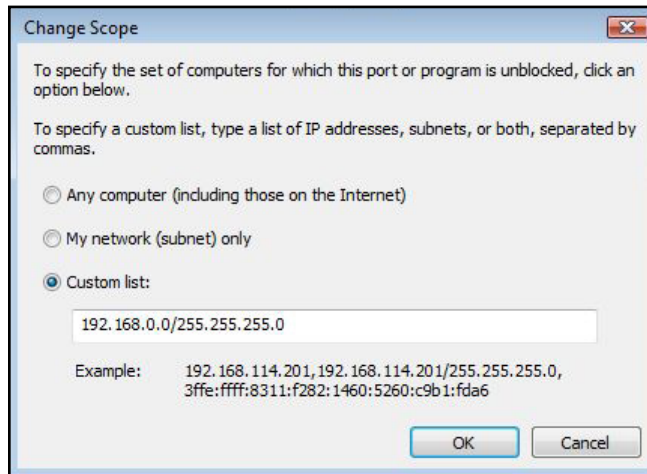 Change Scope
To specify the set of computers for which this port or program is unblocked, click an
option below.
To specify a custom list, type a list of IP addresses, subnets, or both, separated by
commas.
Any computer (including those on the Internet)
My network (subnet) only
Custom list:
192.168.0.0/255.255.255.0
Example: 192.168.114.201,192.168.114.201/255.255.255.0,
3ffe:ffff:8311:f282:1460:5260:c9b1:fda6
OK Cancel